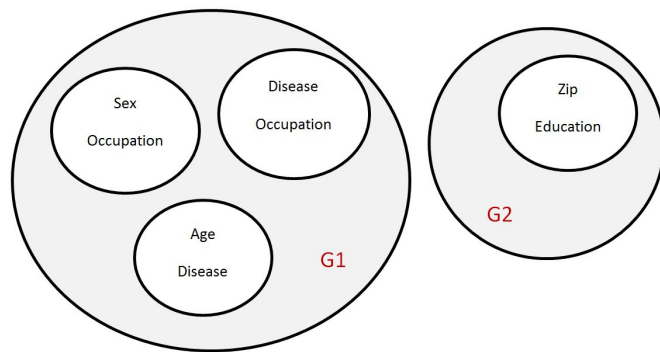 Sex
Occupation
Disease
Occupation
Age
Disease
G1
Zip
Education
G2